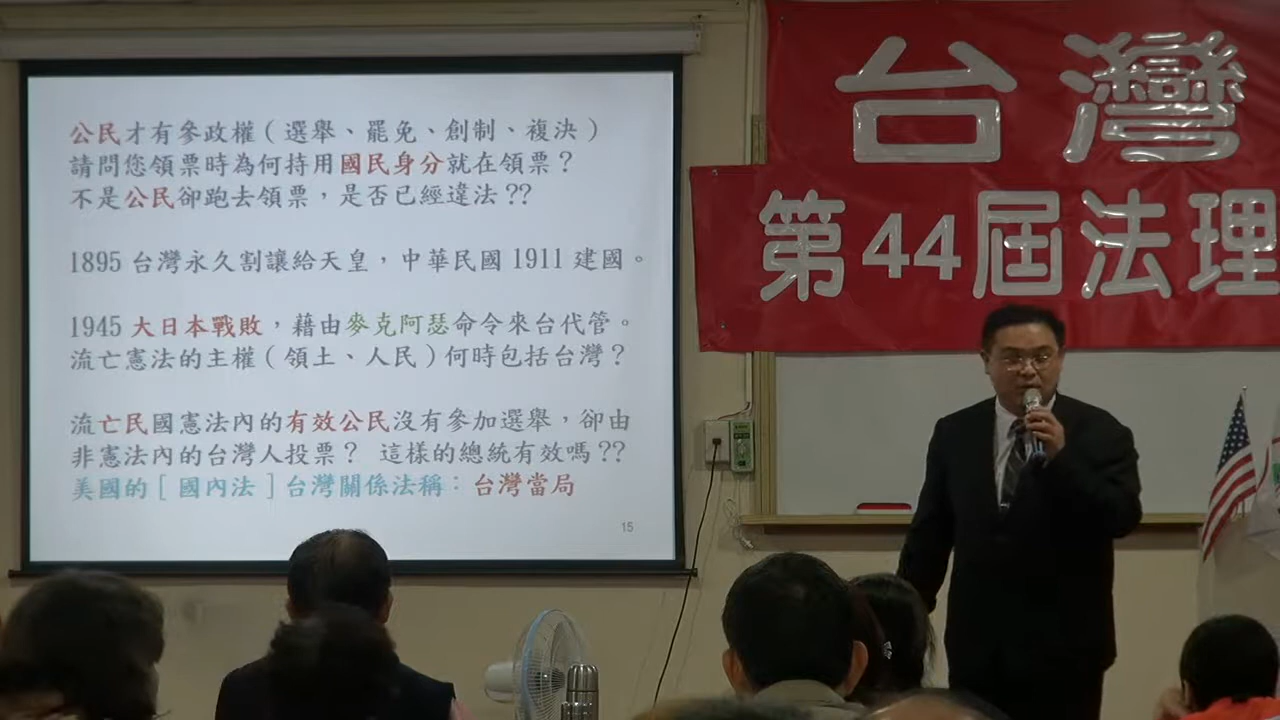 公民才有參政權（選舉、罷免、創制、複決）
請問您領票時為何持用國民身分就在領票？
不是公民卻跑去領票，是否已經違法??
1895 台灣永久割讓給天皇，中華民國 1911 建國。
1945 大日本戰敗，藉由麥克阿瑟命令來台代管。
流亡憲法的主權（領土、人民）何時包括台灣？
流亡民國憲法內的有效公民沒有參加選舉，卻由
非憲法內的台灣人投票？ 這樣的總統有效嗎??
美國的［國內法］台灣關係法稱：台灣當局
15
台灣
第44屆法理